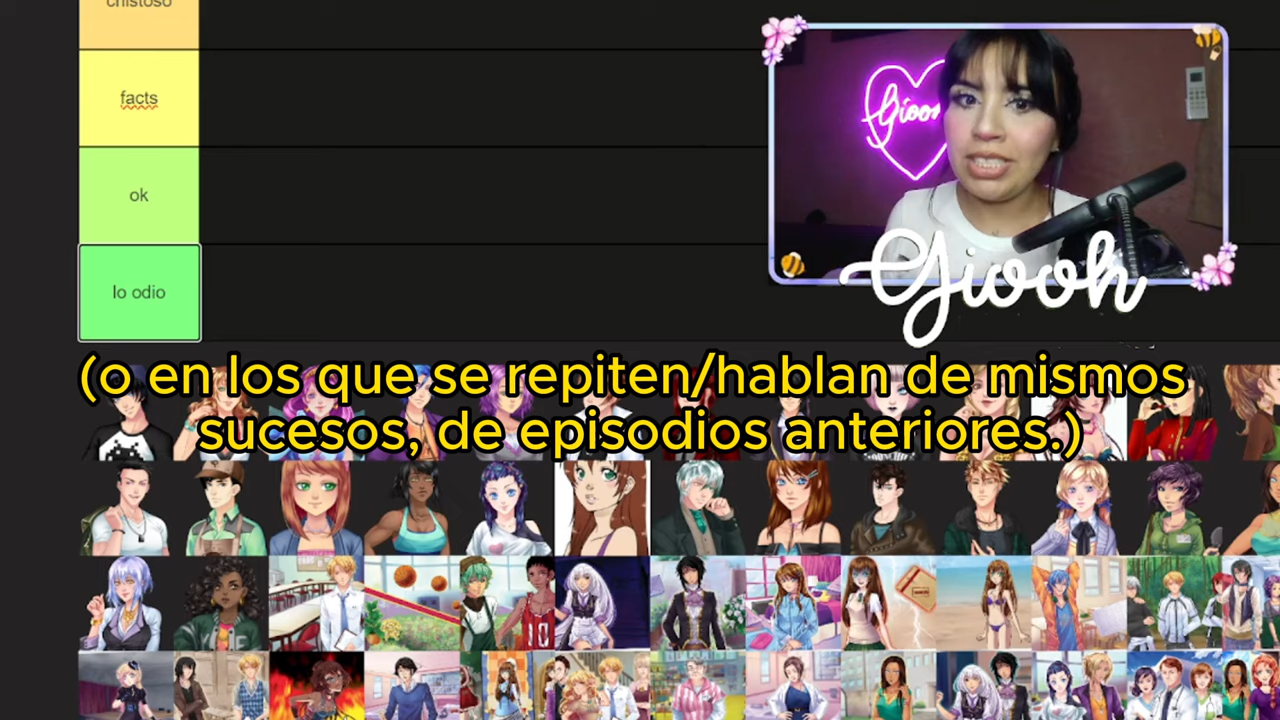 chistoso
facts
ok
lo odio
Gioor
Giooh
(o en los que se repiten/hablan de mismos
sucesos, de episodios anteriores.)
10